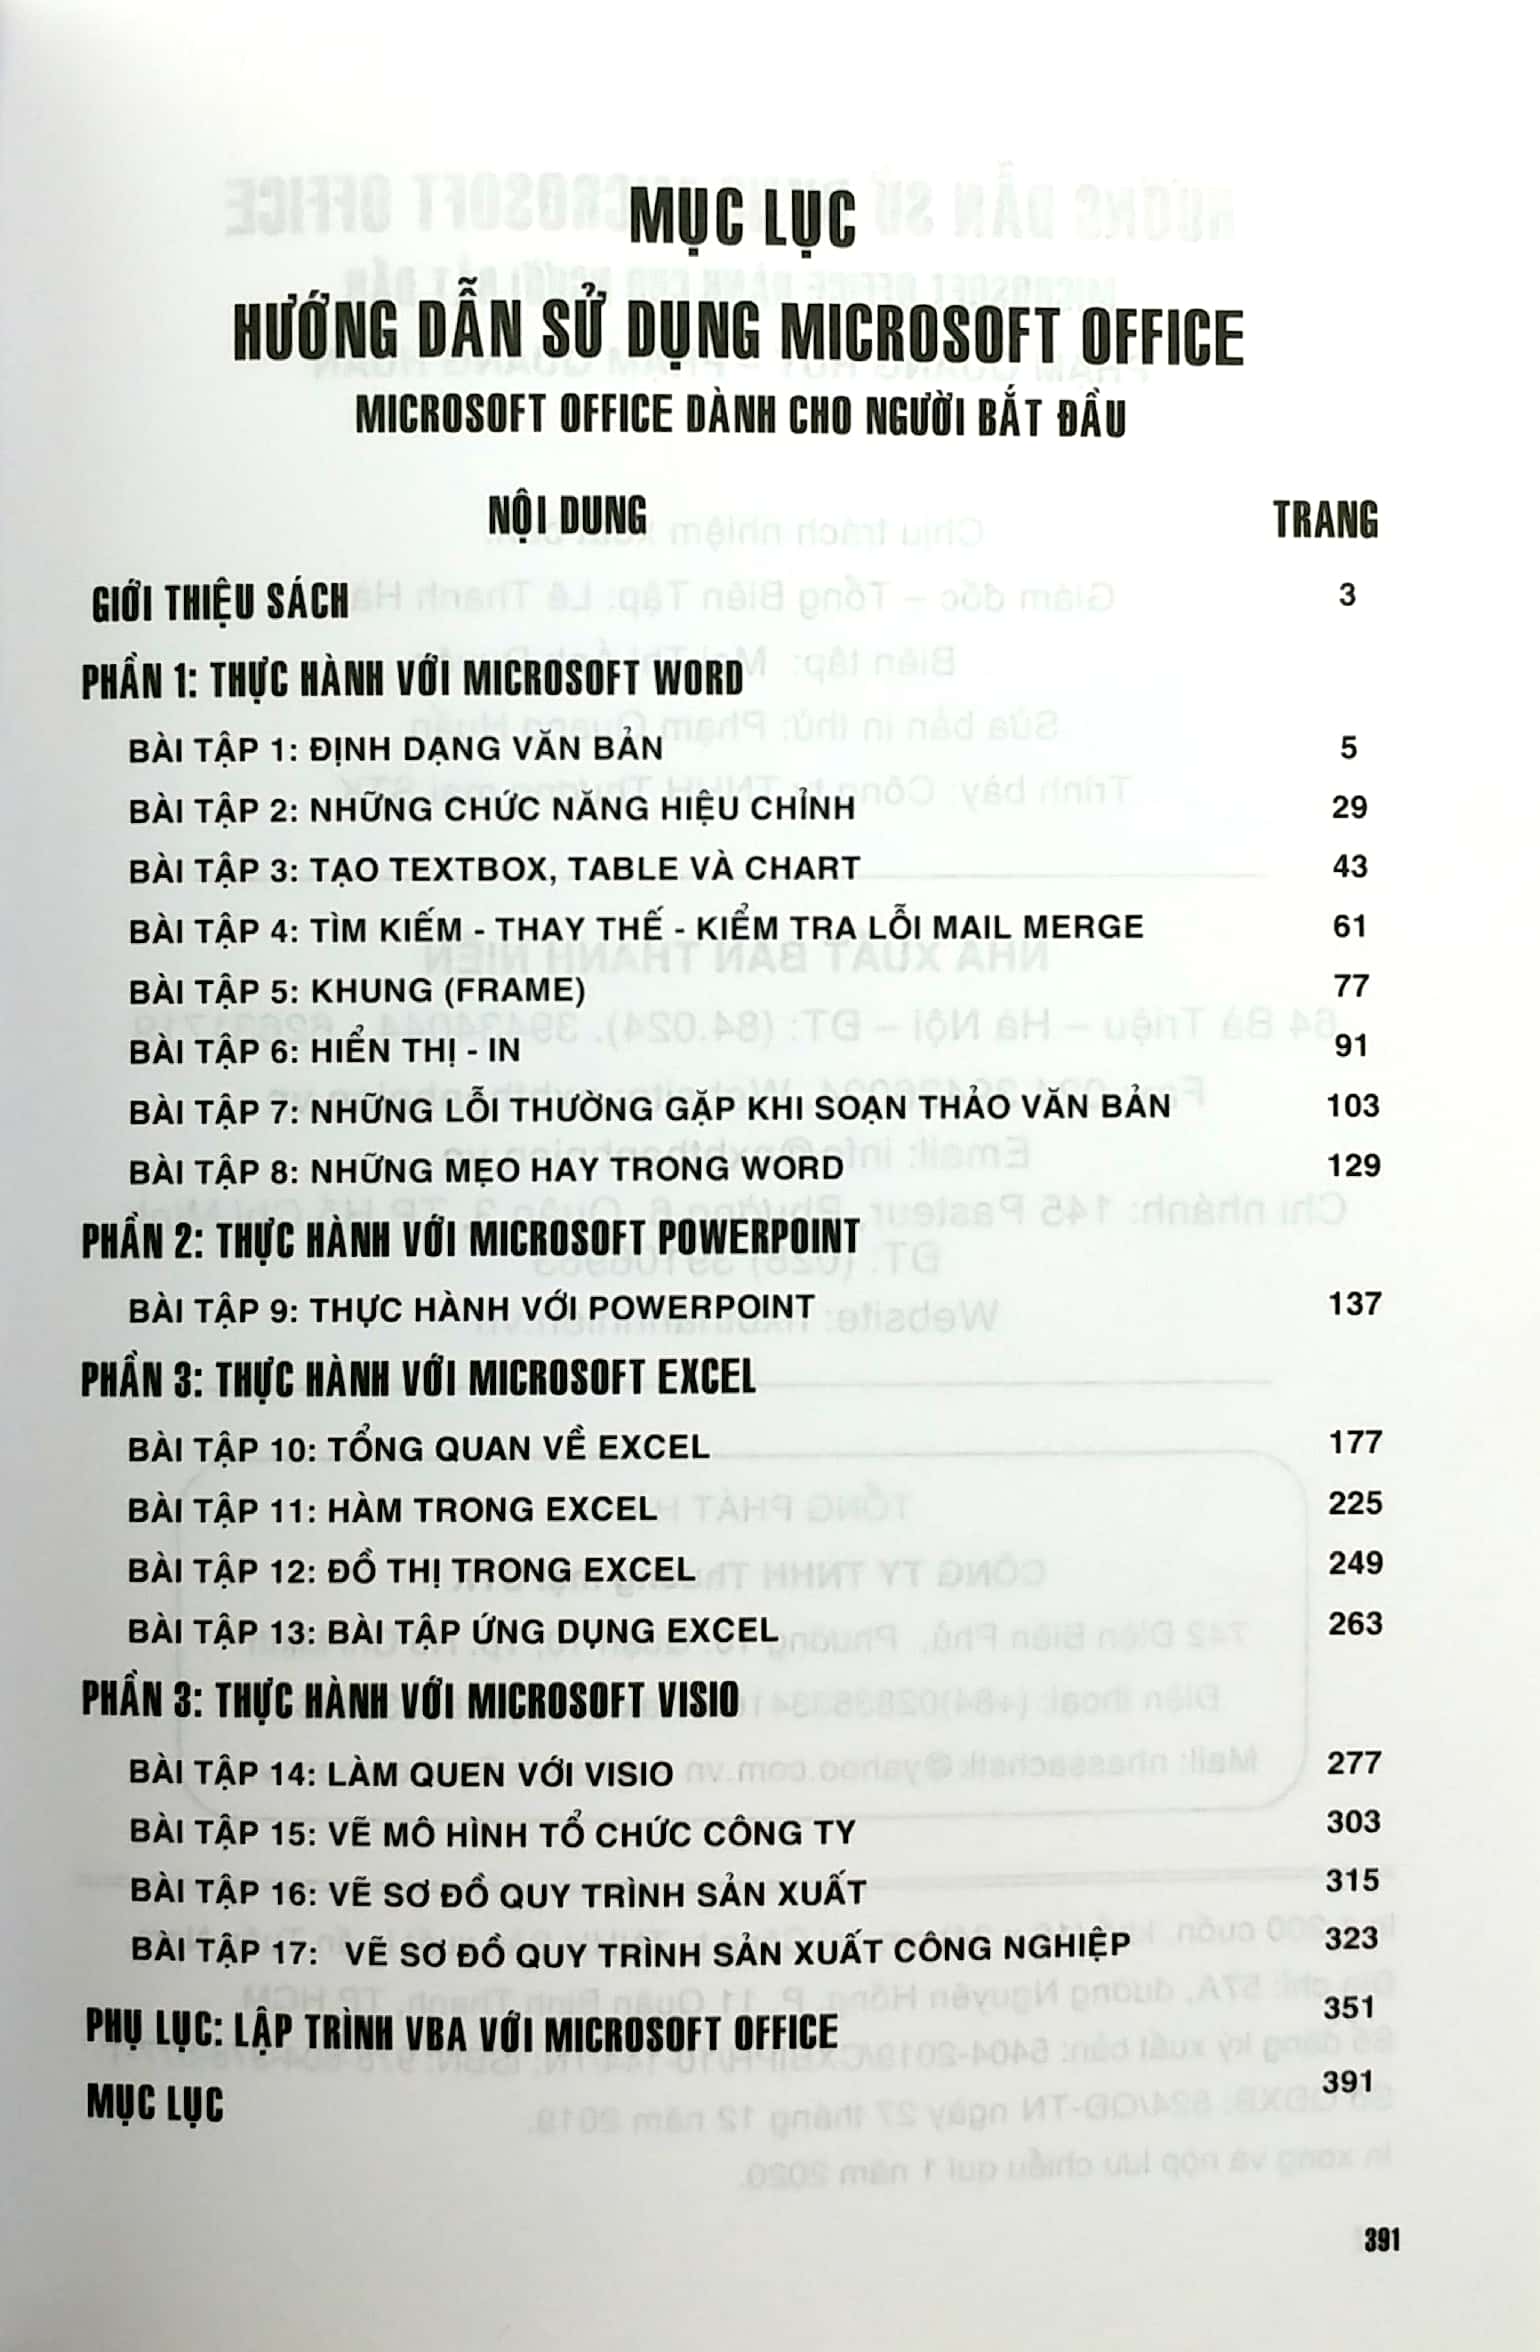 MỤC LỤC
HƯỚNG DẪN SỬ DỤNG MICROSOFT OFFICE
MICROSOFT OFFICE DÀNH CHO NGƯỜI BẮT ĐẦU
NỘI DUNG TRANG
GIỚI THIỆU SÁCH 3
PHẦN 1: THỰC HÀNH VỚI MICROSOFT WORD
BÀI TẬP 1: ĐỊNH DẠNG VĂN BẢN 5
BÀI TẬP 2: NHỮNG CHỨC NĂNG HIỆU CHỈNH 29
BÀI TẬP 3: TẠO TEXTBOX, TABLE VÀ CHART 43
BÀI TẬP 4: TÌM KIẾM - THAY THẾ - KIỂM TRA LỖI MAIL MERGE 61
BÀI TẬP 5: KHUNG (FRAME) 77
BÀI TẬP 6: HIỂN THỊ - IN 91
BÀI TẬP 7: NHỮNG LỖI THƯỜNG GẶP KHI SOẠN THẢO VĂN BẢN 103
BÀI TẬP 8: NHỮNG MẸO HAY TRONG WORD 129
PHẦN 2: THỰC HÀNH VỚI MICROSOFT POWERPOINT
BÀI TẬP 9: THỰC HÀNH VỚI POWERPOINT 137
PHẦN 3: THỰC HÀNH VỚI MICROSOFT EXCEL
BÀI TẬP 10: TỔNG QUAN VỀ EXCEL 177
BÀI TẬP 11: HÀM TRONG EXCEL 225
BÀI TẬP 12: ĐỒ THỊ TRONG EXCEL 249
BÀI TẬP 13: BÀI TẬP ỨNG DỤNG EXCEL 263
PHẦN 3: THỰC HÀNH VỚI MICROSOFT VISIO
BÀI TẬP 14: LÀM QUEN VỚI VISIO 277
BÀI TẬP 15: VẼ MÔ HÌNH TỔ CHỨC CÔNG TY 303
BÀI TẬP 16: VẼ SƠ ĐỒ QUY TRÌNH SẢN XUẤT 315
BÀI TẬP 17: VẼ SƠ ĐỒ QUY TRÌNH SẢN XUẤT CÔNG NGHIỆP 323
PHỤ LỤC: LẬP TRÌNH VBA VỚI MICROSOFT OFFICE 351
MỤC LỤC 391
391